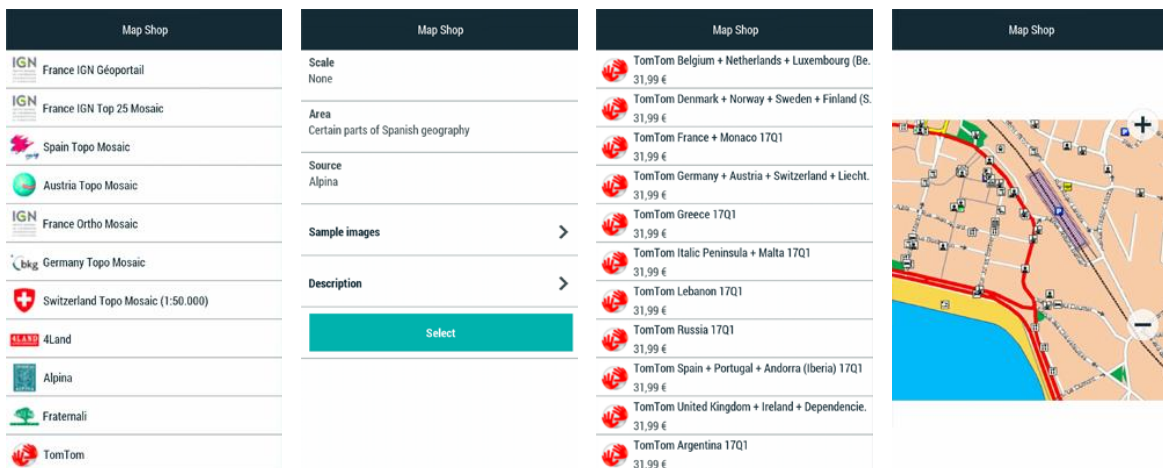 Map Shop
IGN
France IGN Géoportail
IGN
France IGN Top 25 Mosaic
Spain Topo Mosaic
Austria Topo Mosaic
IGN
France Ortho Mosaic
bkg
Germany Topo Mosaic
Switzerland Topo Mosaic (1:50.000)
4LAND
4Land
Alpina
Fraternali
TomTom
Map Shop
Scale
None
Area
Certain parts of Spanish geography
Source
Alpina
Sample images
Description
Select
Map Shop
TomTom Belgium + Netherlands + Luxembourg (Be.
31,99 €
TomTom Denmark + Norway + Sweden + Finland (S.
31,99 €
TomTom France + Monaco 17Q1
31,99 €
TomTom Germany + Austria + Switzerland + Liecht.
31,99 €
TomTom Greece 17Q1
31,99 €
TomTom Italic Peninsula + Malta 17Q1
31,99 €
TomTom Lebanon 17Q1
31,99 €
TomTom Russia 17Q1
31,99 €
TomTom Spain + Portugal + Andorra (Iberia) 17Q1
31,99 €
TomTom United Kingdom + Ireland + Dependencie.
31,99 €
TomTom Argentina 17Q1
31,99 €
Map Shop
+
P
P
−